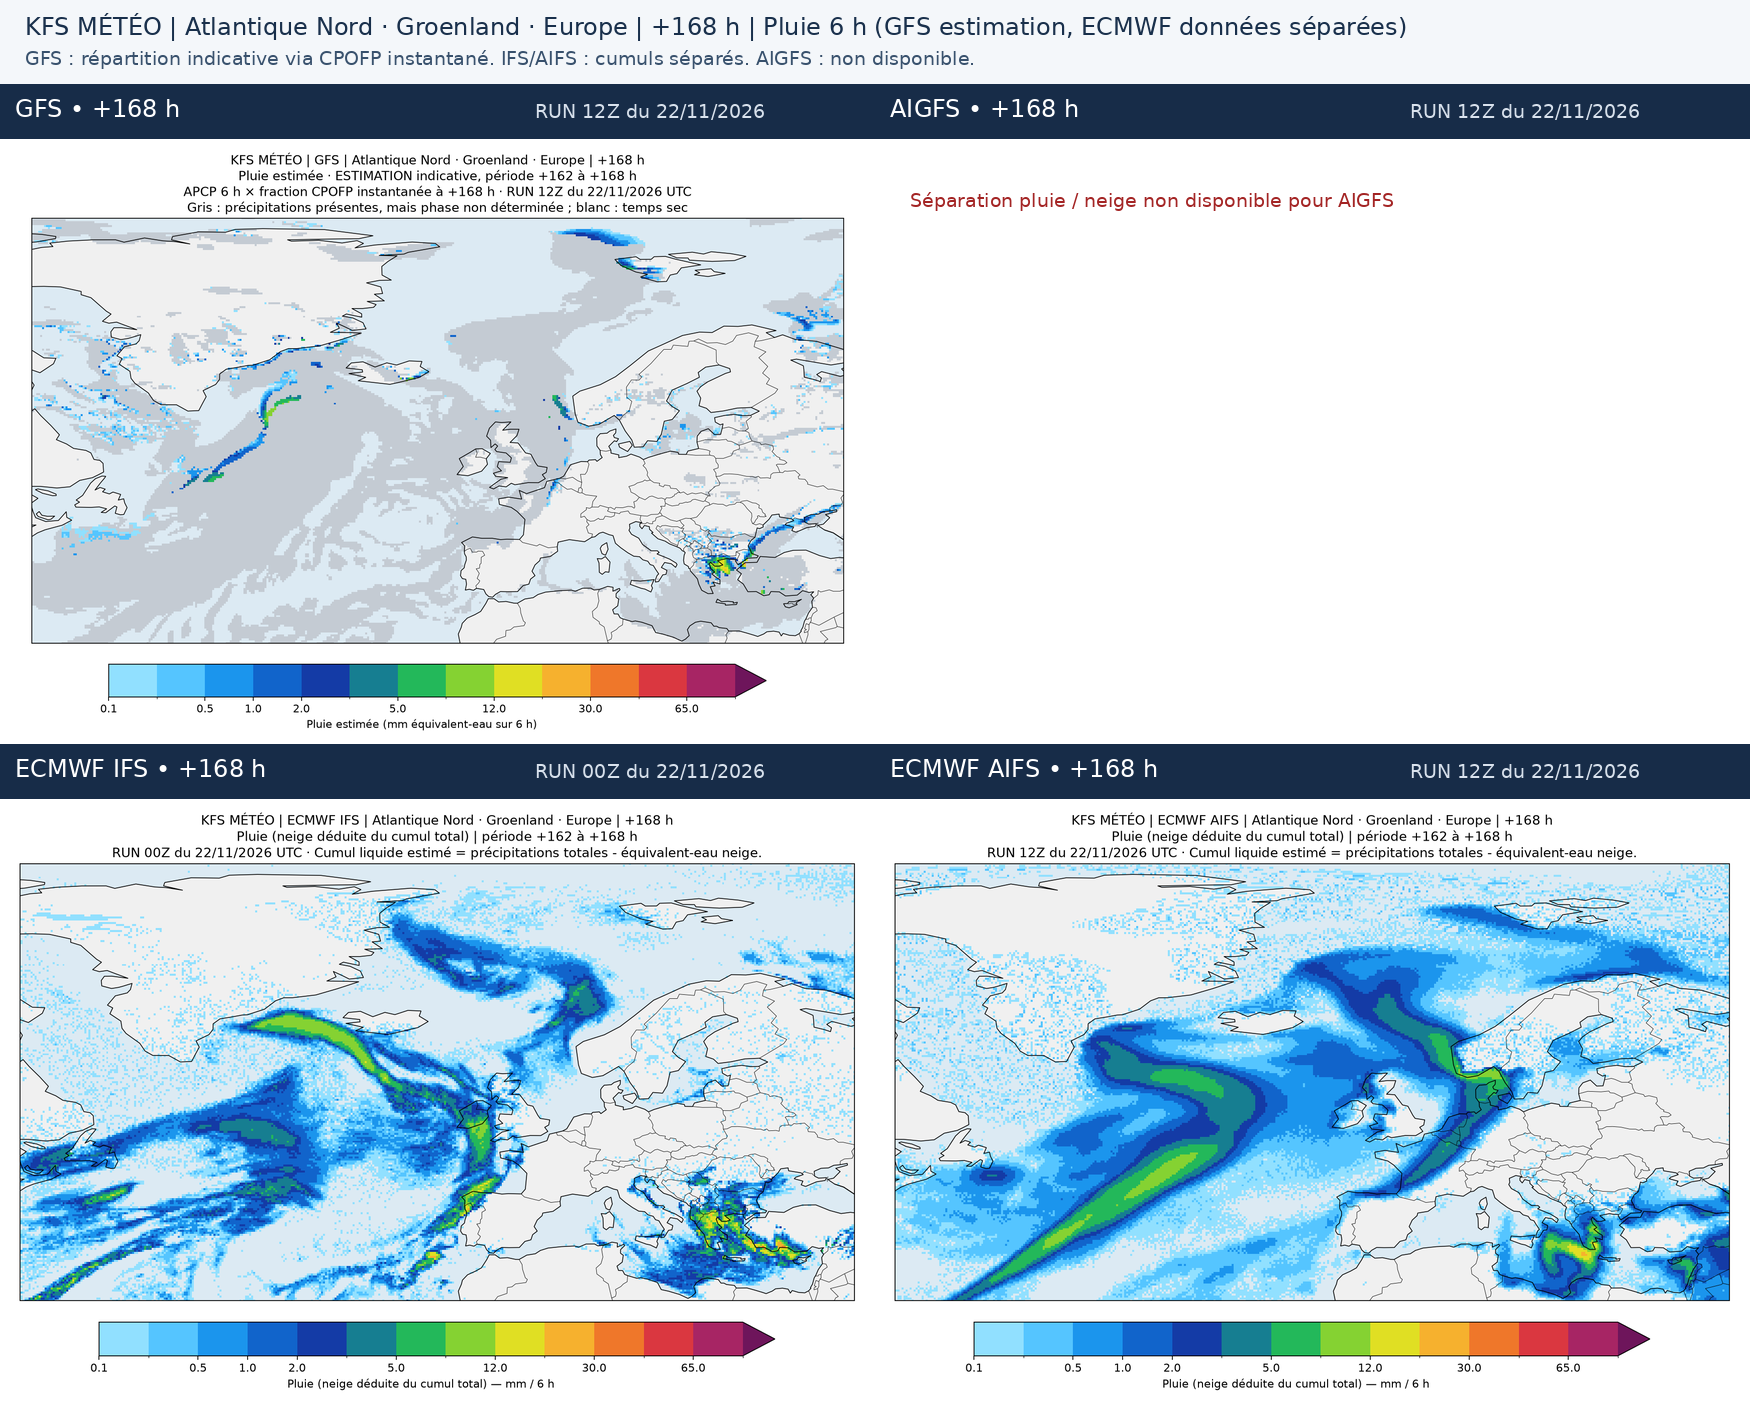 KFS MÉTÉO | Atlantique Nord · Groenland · Europe | +168 h | Pluie 6 h (GFS estimation, ECMWF données séparées)
GFS : répartition indicative via CPOFP instantané. IFS/AIFS : cumuls séparés. AIGFS : non disponible.
GFS • +168 h
RUN 12Z du 22/11/2026
AIGFS • +168 h
RUN 12Z du 22/11/2026
KFS MÉTÉO | GFS | Atlantique Nord · Groenland · Europe | +168 h
Pluie estimée · ESTIMATION indicative, période +162 à +168 h
APCP 6 h × fraction CPOFP instantanée à +168 h · RUN 12Z du 22/11/2026 UTC
Gris : précipitations présentes, mais phase non déterminée ; blanc : temps sec
Séparation pluie / neige non disponible pour AIGFS
0.1 0.5 1.0 2.0 5.0 12.0 30.0 65.0
Pluie estimée (mm équivalent-eau sur 6 h)
ECMWF IFS • +168 h
RUN 00Z du 22/11/2026
ECMWF AIFS • +168 h
RUN 12Z du 22/11/2026
KFS MÉTÉO | ECMWF IFS | Atlantique Nord · Groenland · Europe | +168 h
Pluie (neige déduite du cumul total) | période +162 à +168 h
RUN 00Z du 22/11/2026 UTC · Cumul liquide estimé = précipitations totales - équivalent-eau neige.
KFS MÉTÉO | ECMWF AIFS | Atlantique Nord · Groenland · Europe | +168 h
Pluie (neige déduite du cumul total) | période +162 à +168 h
RUN 12Z du 22/11/2026 UTC · Cumul liquide estimé = précipitations totales - équivalent-eau neige.
0.1 0.5 1.0 2.0 5.0 12.0 30.0 65.0
Pluie (neige déduite du cumul total) — mm / 6 h
0.1 0.5 1.0 2.0 5.0 12.0 30.0 65.0
Pluie (neige déduite du cumul total) — mm / 6 h